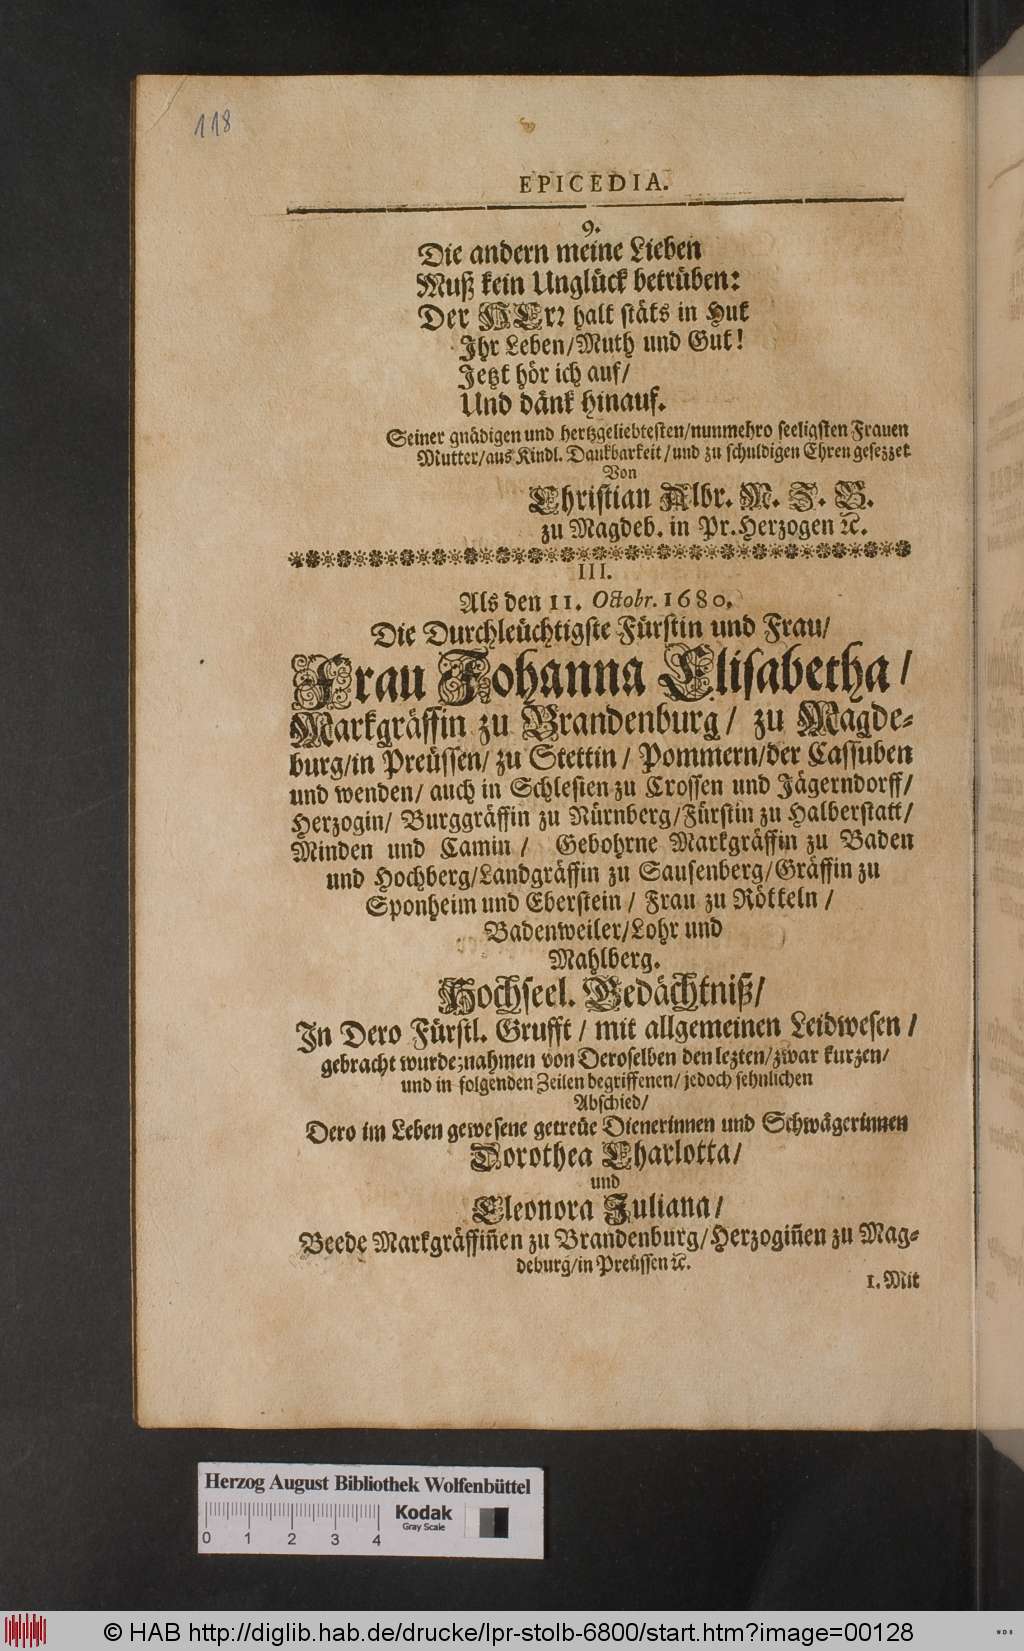 118
EPICEDIA.
9.
Die andern meine Lieben
Muß kein Unglück betrüben:
Der HErꝛ halt stäts in Hut
Ihr Leben/Muth und Gut!
Jetzt hör ich auf/
Und dänk hinauf.
Seiner gnädigen und hertzgeliebtesten/nunmehro seeligsten Frauen
Mutter/aus Kindl. Dankbarkeit/und zu schuldigen Ehren gesezzet
Von
Christian Albr. M. Z. B.
zu Magdeb. in Pr. Herzogen ꝛc.
III.
Als den 11. Octobr. 1680.
Die Durchleüchtigste Fürstin und Frau/
Frau Johanna Elisabetha/
Markgräffin zu Brandenburg/ zu Magde-
burg/in Preüssen/ zu Stettin/ Pommern/der Cassuben
und wenden/ auch in Schlesien zu Crossen und Jägerndorff/
Herzogin/ Burggräffin zu Nürnberg/Fürstin zu Halberstatt/
Minden und Camin/ Gebohrne Markgräffin zu Baden
und Hochberg/Landgräffin zu Sausenberg/Gräffin zu
Sponheim und Eberstein/ Frau zu Rötteln/
Badenweiler/Lohr und
Mahlberg.
Hochseel. Gedächtniß/
In Dero Fürstl. Grufft/ mit allgemeinen Leidwesen/
gebracht wurde;nahmen von Deroselben den lezten/zwar kurzen/
und in folgenden Zeilen begriffenen/ jedoch sehnlichen
Abschied/
Dero im Leben gewesene getreüe Dienerinnen und Schwägerinnen
Dorothea Charlotta/
und
Eleonora Juliana/
Beede Markgräffiñen zu Brandenburg/Herzogiñen zu Mag-
deburg/in Preüssen ꝛc.
1. Mit
Herzog August Bibliothek Wolfenbüttel
Kodak
Gray Scale
0 1 2 3 4
© HAB http://diglib.hab.de/drucke/lpr-stolb-6800/start.htm?image=00128
WDB